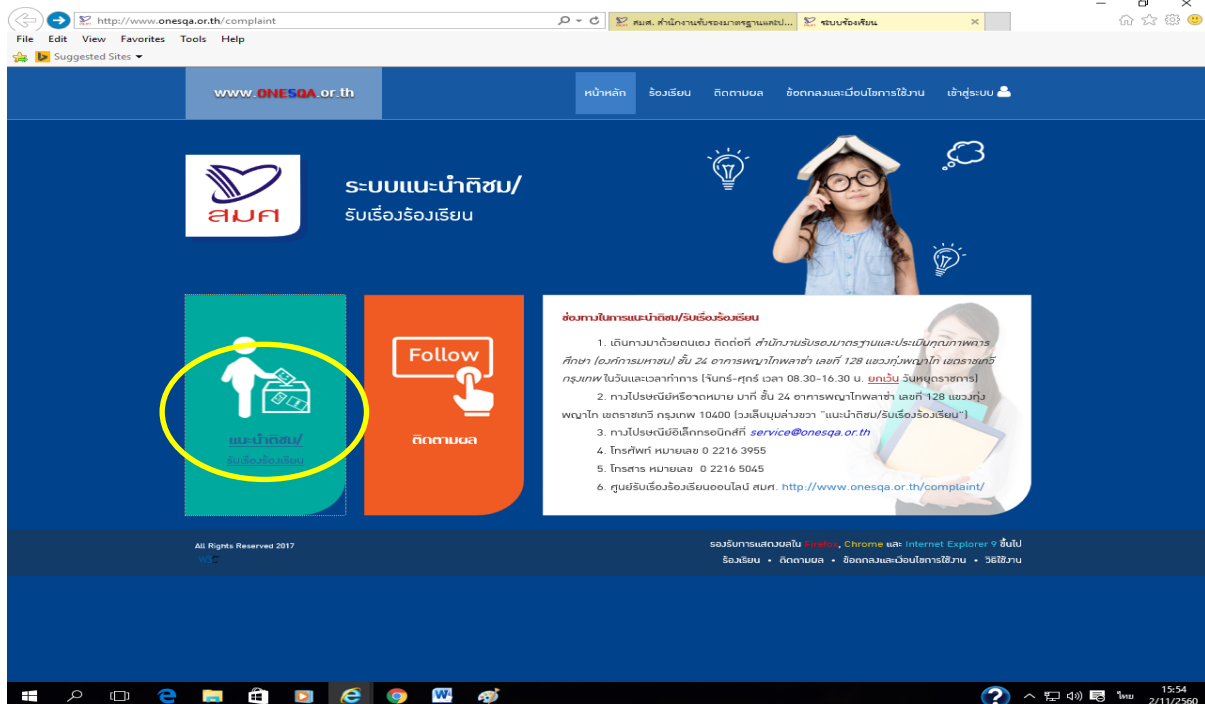 http://www.onesqa.or.th/complaint
สมศ. สำนักงานรับรองมาตรฐานและป...
ระบบร้องเรียน
File Edit View Favorites Tools Help
Suggested Sites
www.ONESQA.or.th
หน้าหลัก ร้องเรียน ติดตามผล ข้อตกลงและเงื่อนไขการใช้งาน เข้าสู่ระบบ
สมศ
ระบบแนะนำติชม/
รับเรื่องร้องเรียน
แนะนำติชม/
รับเรื่องร้องเรียน
Follow
ติดตามผล
ช่องทางในการแนะนำติชม/รับเรื่องร้องเรียน
1. เดินทางมาด้วยตนเอง ติดต่อที่ สำนักงานรับรองมาตรฐานและประเมินคุณภาพการ
ศึกษา (องค์การมหาชน) ชั้น 24 อาคารพญาไทพลาซ่า เลขที่ 128 แขวงทุ่งพญาไท เขตราชเทวี
กรุงเทพ ในวันและเวลาทำการ (จันทร์-ศุกร์ เวลา 08.30-16.30 น. ยกเว้น วันหยุดราชการ)
2. ทางไปรษณีย์หรือจดหมาย มาที่ ชั้น 24 อาคารพญาไทพลาซ่า เลขที่ 128 แขวงทุ่ง
พญาไท เขตราชเทวี กรุงเทพ 10400 (วงเล็บมุมล่างขวา "แนะนำติชม/รับเรื่องร้องเรียน")
3. ทางไปรษณีย์อิเล็กทรอนิกส์ที่ service@onesqa.or.th
4. โทรศัพท์ หมายเลข 0 2216 3955
5. โทรสาร หมายเลข 0 2216 5045
6. ศูนย์รับเรื่องร้องเรียนออนไลน์ สมศ. http://www.onesqa.or.th/complaint/
All Rights Reserved 2017
W3C
รองรับการแสดงผลใน Firefox, Chrome และ Internet Explorer 9 ขึ้นไป
ร้องเรียน • ติดตามผล • ข้อตกลงและเงื่อนไขการใช้งาน • วิธีใช้งาน
ไทย
15:54
2/11/2560